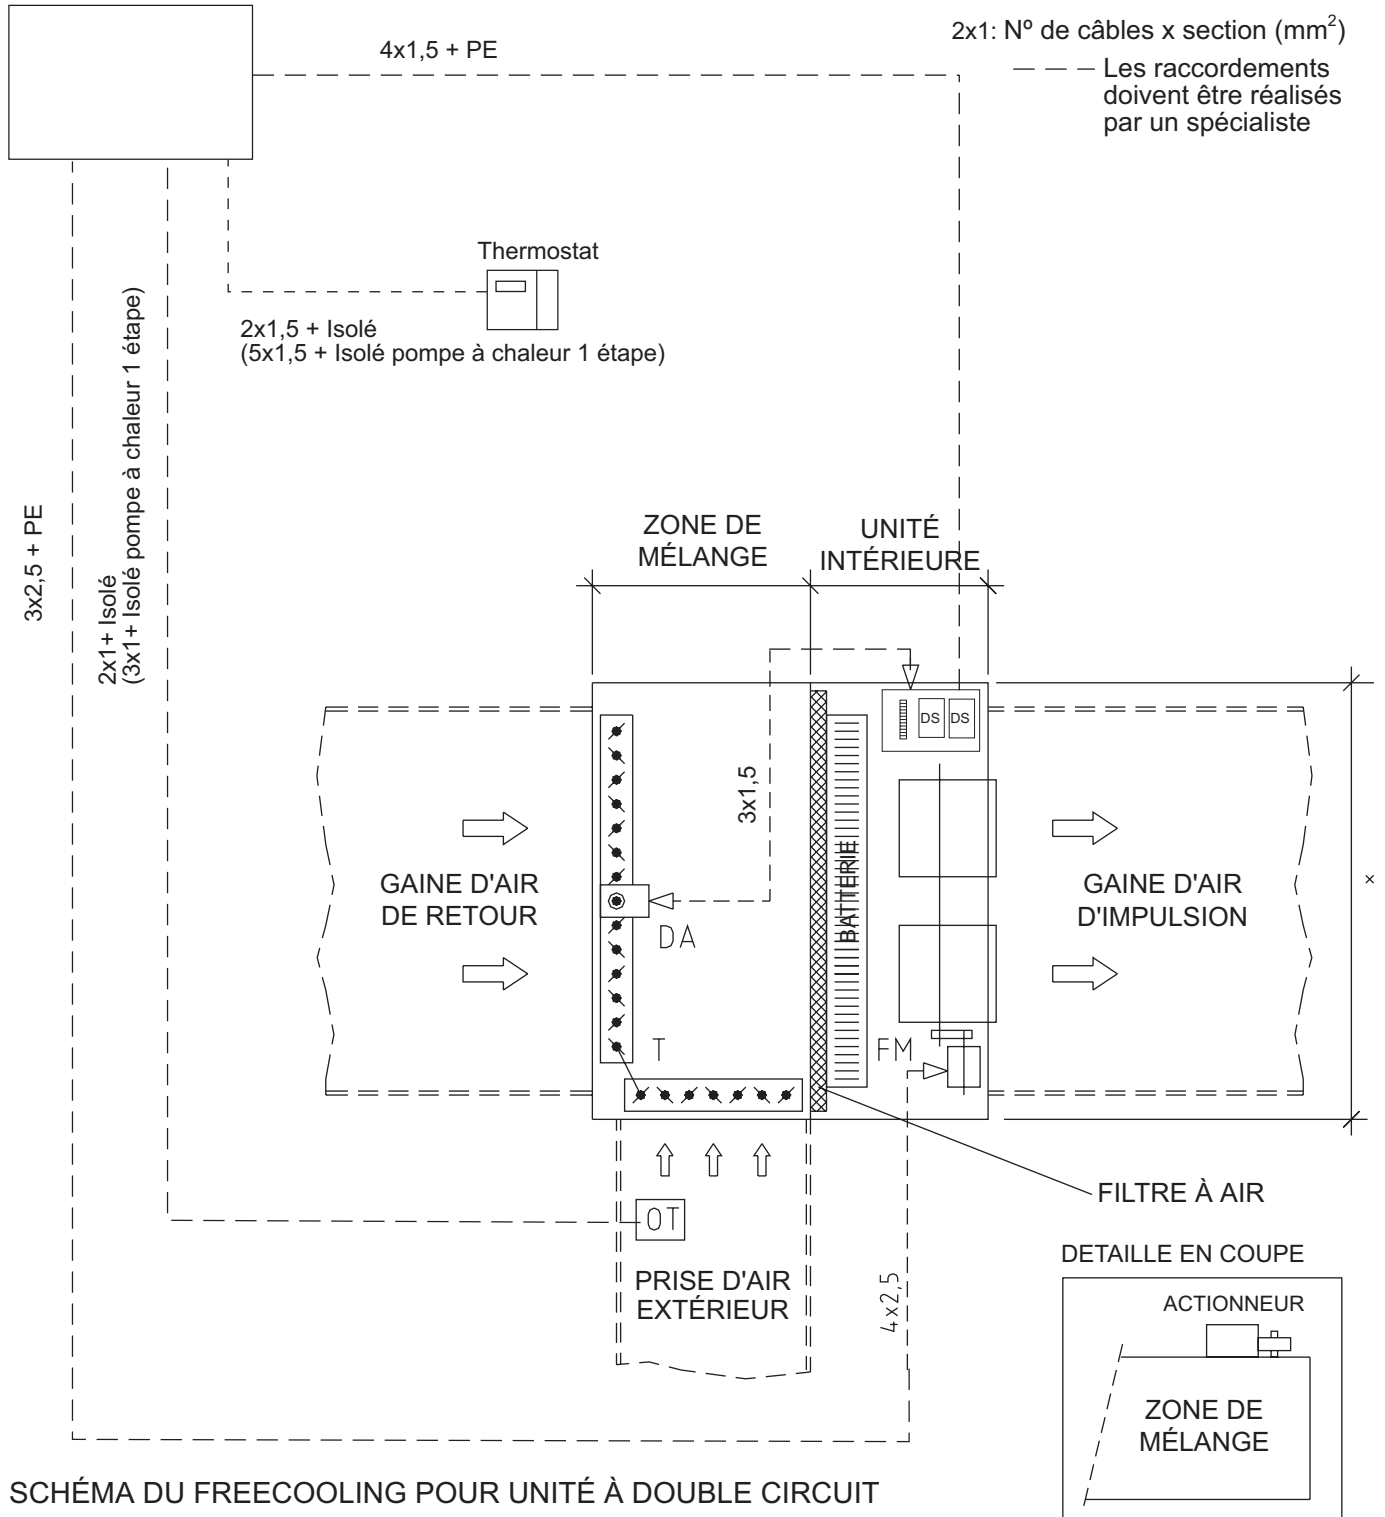 4x1,5 + PE
2x1: Nº de câbles x section (mm²)
Les raccordements
doivent être réalisés
par un spécialiste
Thermostat
2x1,5 + Isolé
(5x1,5 + Isolé pompe à chaleur 1 étape)
3x2,5 + PE
2x1+ Isolé
(3x1+ Isolé pompe à chaleur 1 étape)
ZONE DE
MÉLANGE
UNITÉ
INTÉRIEURE
DS
DS
3x1,5
BATTERIE
GAINE D'AIR
DE RETOUR
DA
GAINE D'AIR
D'IMPULSION
x
T
FM
FILTRE À AIR
OT
PRISE D'AIR
EXTÉRIEUR
4x2,5
DETAILLE EN COUPE
ACTIONNEUR
ZONE DE
MÉLANGE
SCHÉMA DU FREECOOLING POUR UNITÉ À DOUBLE CIRCUIT